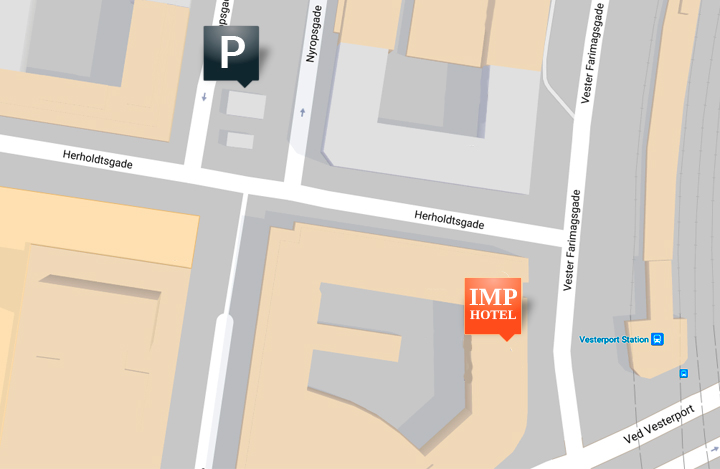 Nyropsgade
Vester Farimagsgade
P
Herholdtsgade
Herholdtsgade
Vester Farimagsgade
IMP
HOTEL
Vesterport Station
Ved Vesterport